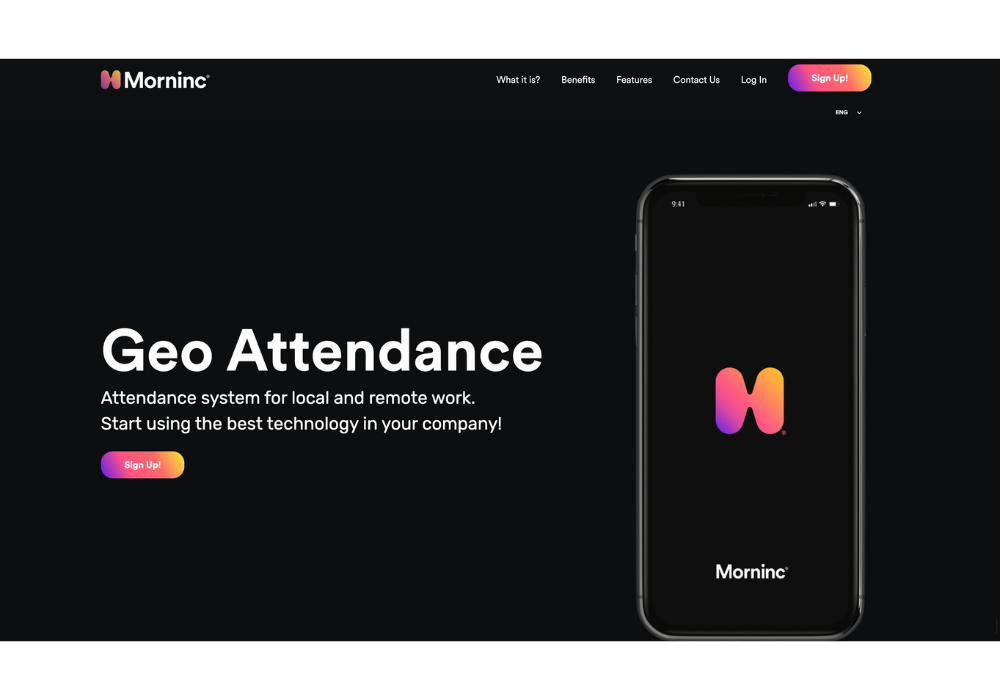 Morninc®
What it is?
Benefits
Features
Contact Us
Log In
Sign Up!
ENG
9:41
Geo Attendance
Attendance system for local and remote work.
Start using the best technology in your company!
Sign Up!
Morninc®